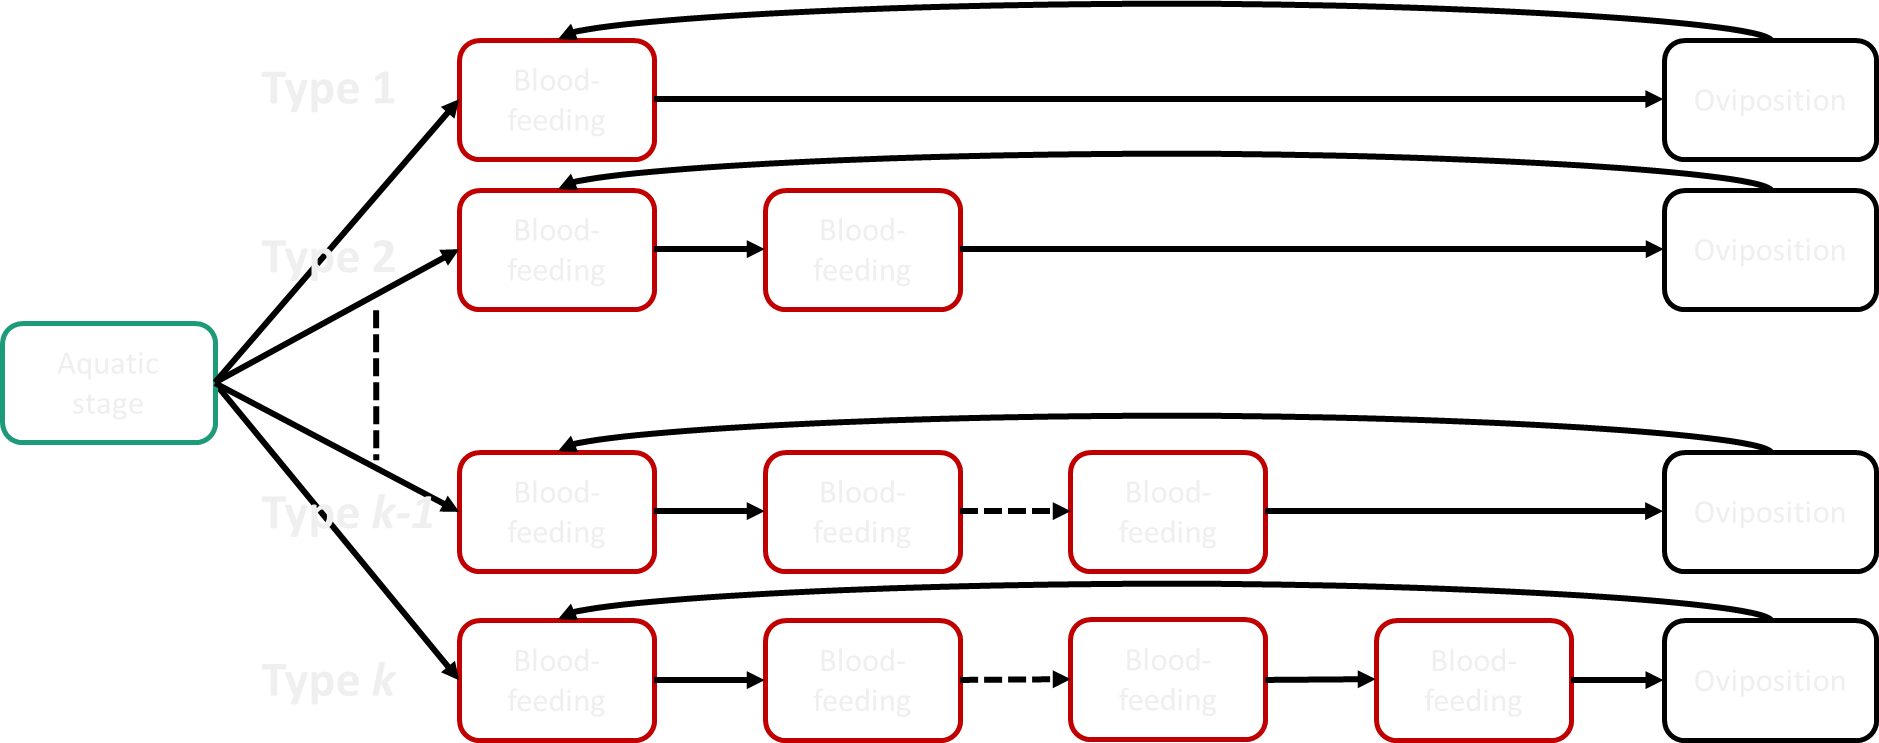 Type 1
Blood-
feeding
Oviposition
Type 2
Blood-
feeding
Blood-
feeding
Oviposition
Aquatic
stage
Type k-1
Blood-
feeding
Blood-
feeding
Blood-
feeding
Oviposition
Type k
Blood-
feeding
Blood-
feeding
Blood-
feeding
Blood-
feeding
Oviposition